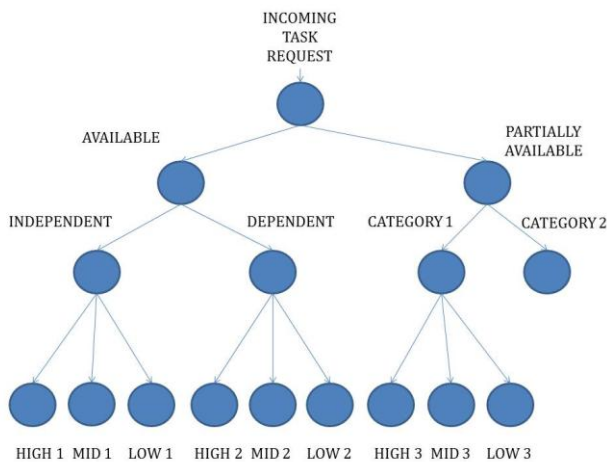 INCOMING
TASK
REQUEST
AVAILABLE
PARTIALLY
AVAILABLE
INDEPENDENT
DEPENDENT
CATEGORY 1
CATEGORY 2
HIGH 1 MID 1 LOW 1 HIGH 2 MID 2 LOW 2 HIGH 3 MID 3 LOW 3